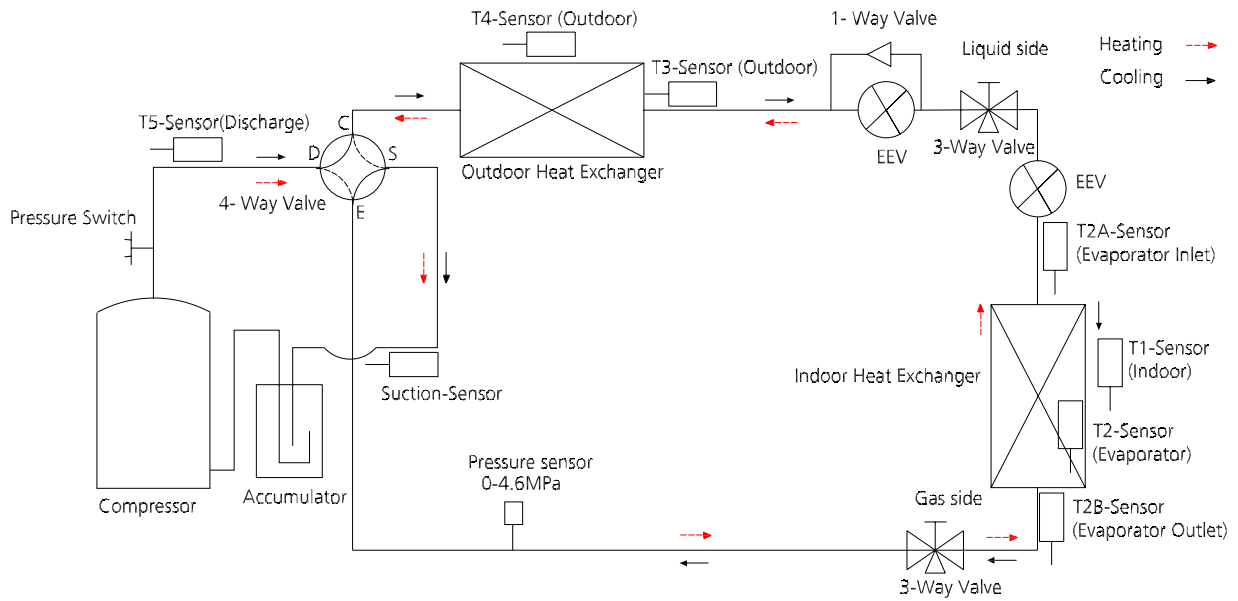 T4-Sensor (Outdoor)
1- Way Valve
Liquid side
Heating
Cooling
T3-Sensor (Outdoor)
T5-Sensor(Discharge)
C
D
S
E
4- Way Valve
Outdoor Heat Exchanger
EEV
3-Way Valve
EEV
Pressure Switch
T2A-Sensor
(Evaporator Inlet)
T1-Sensor
(Indoor)
Indoor Heat Exchanger
Suction-Sensor
T2-Sensor
(Evaporator)
Pressure sensor
0-4.6MPa
Compressor
Accumulator
Gas side
T2B-Sensor
(Evaporator Outlet)
3-Way Valve